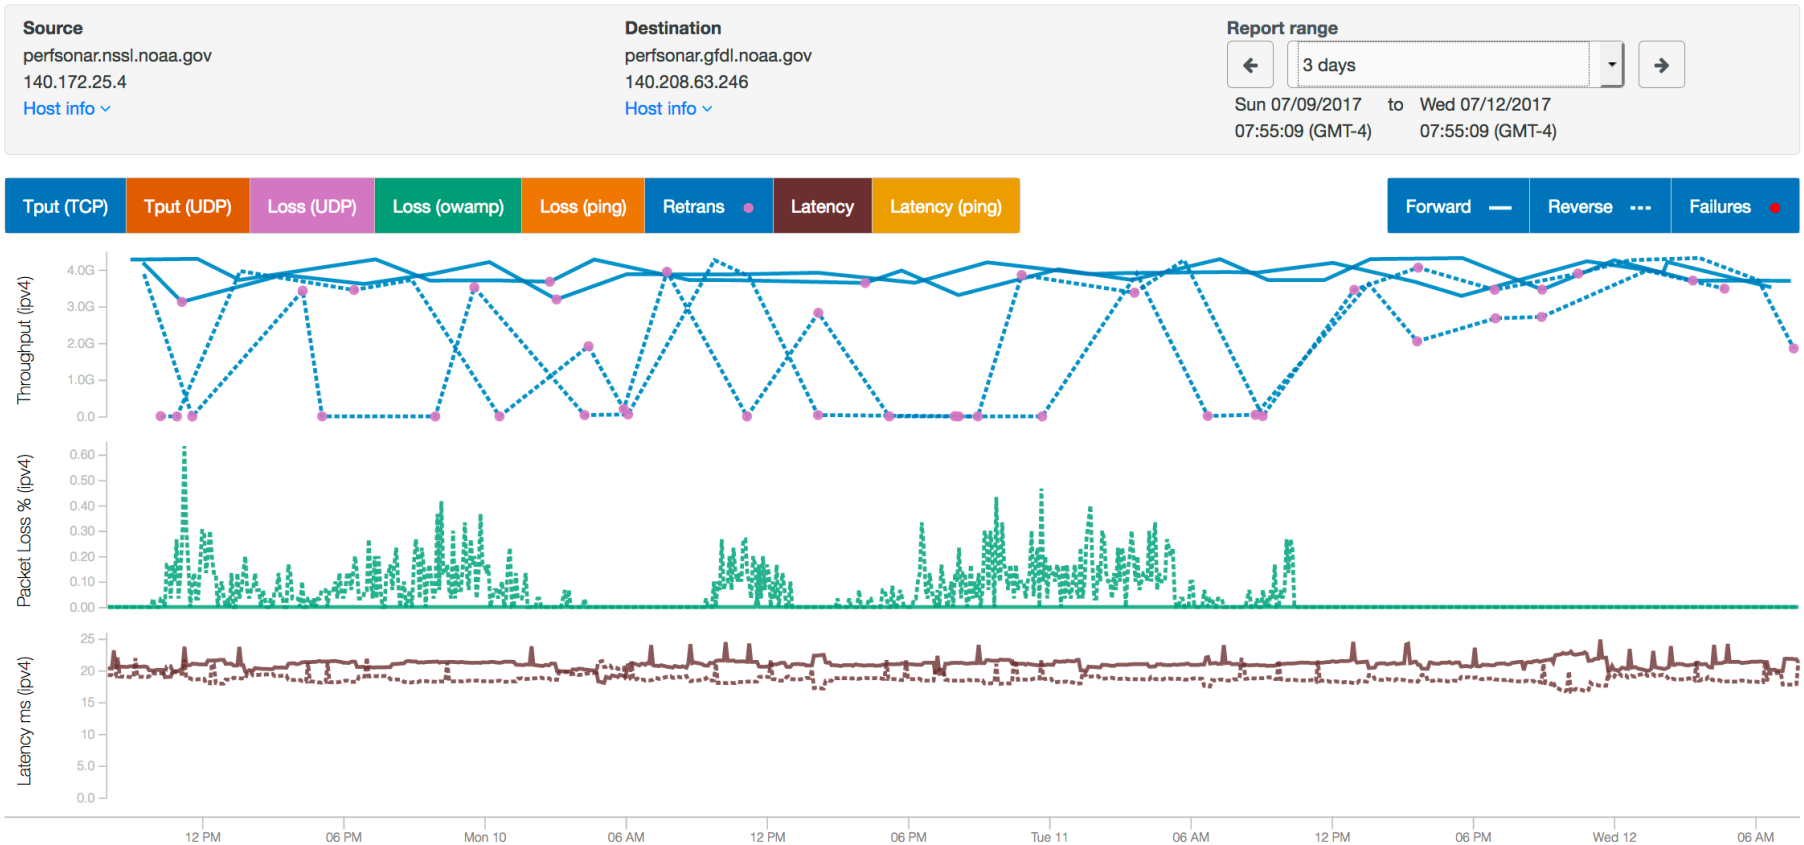 Source
perfsonar.nssl.noaa.gov
140.172.25.4
Host info
Destination
perfsonar.gfdl.noaa.gov
140.208.63.246
Host info
Report range
3 days
Sun 07/09/2017 to Wed 07/12/2017
07:55:09 (GMT-4) 07:55:09 (GMT-4)
Tput (TCP) Tput (UDP) Loss (UDP) Loss (owamp) Loss (ping) Retrans Latency Latency (ping) Forward Reverse Failures
Throughput (ipv4)
4.0G
3.0G
2.0G
1.0G
0.0
Packet Loss % (ipv4)
0.60
0.50
0.40
0.30
0.20
0.10
0.00
Latency ms (ipv4)
25
20
15
10
5.0
0.0
12 PM 06 PM Mon 10 06 AM 12 PM 06 PM Tue 11 06 AM 12 PM 06 PM Wed 12 06 AM